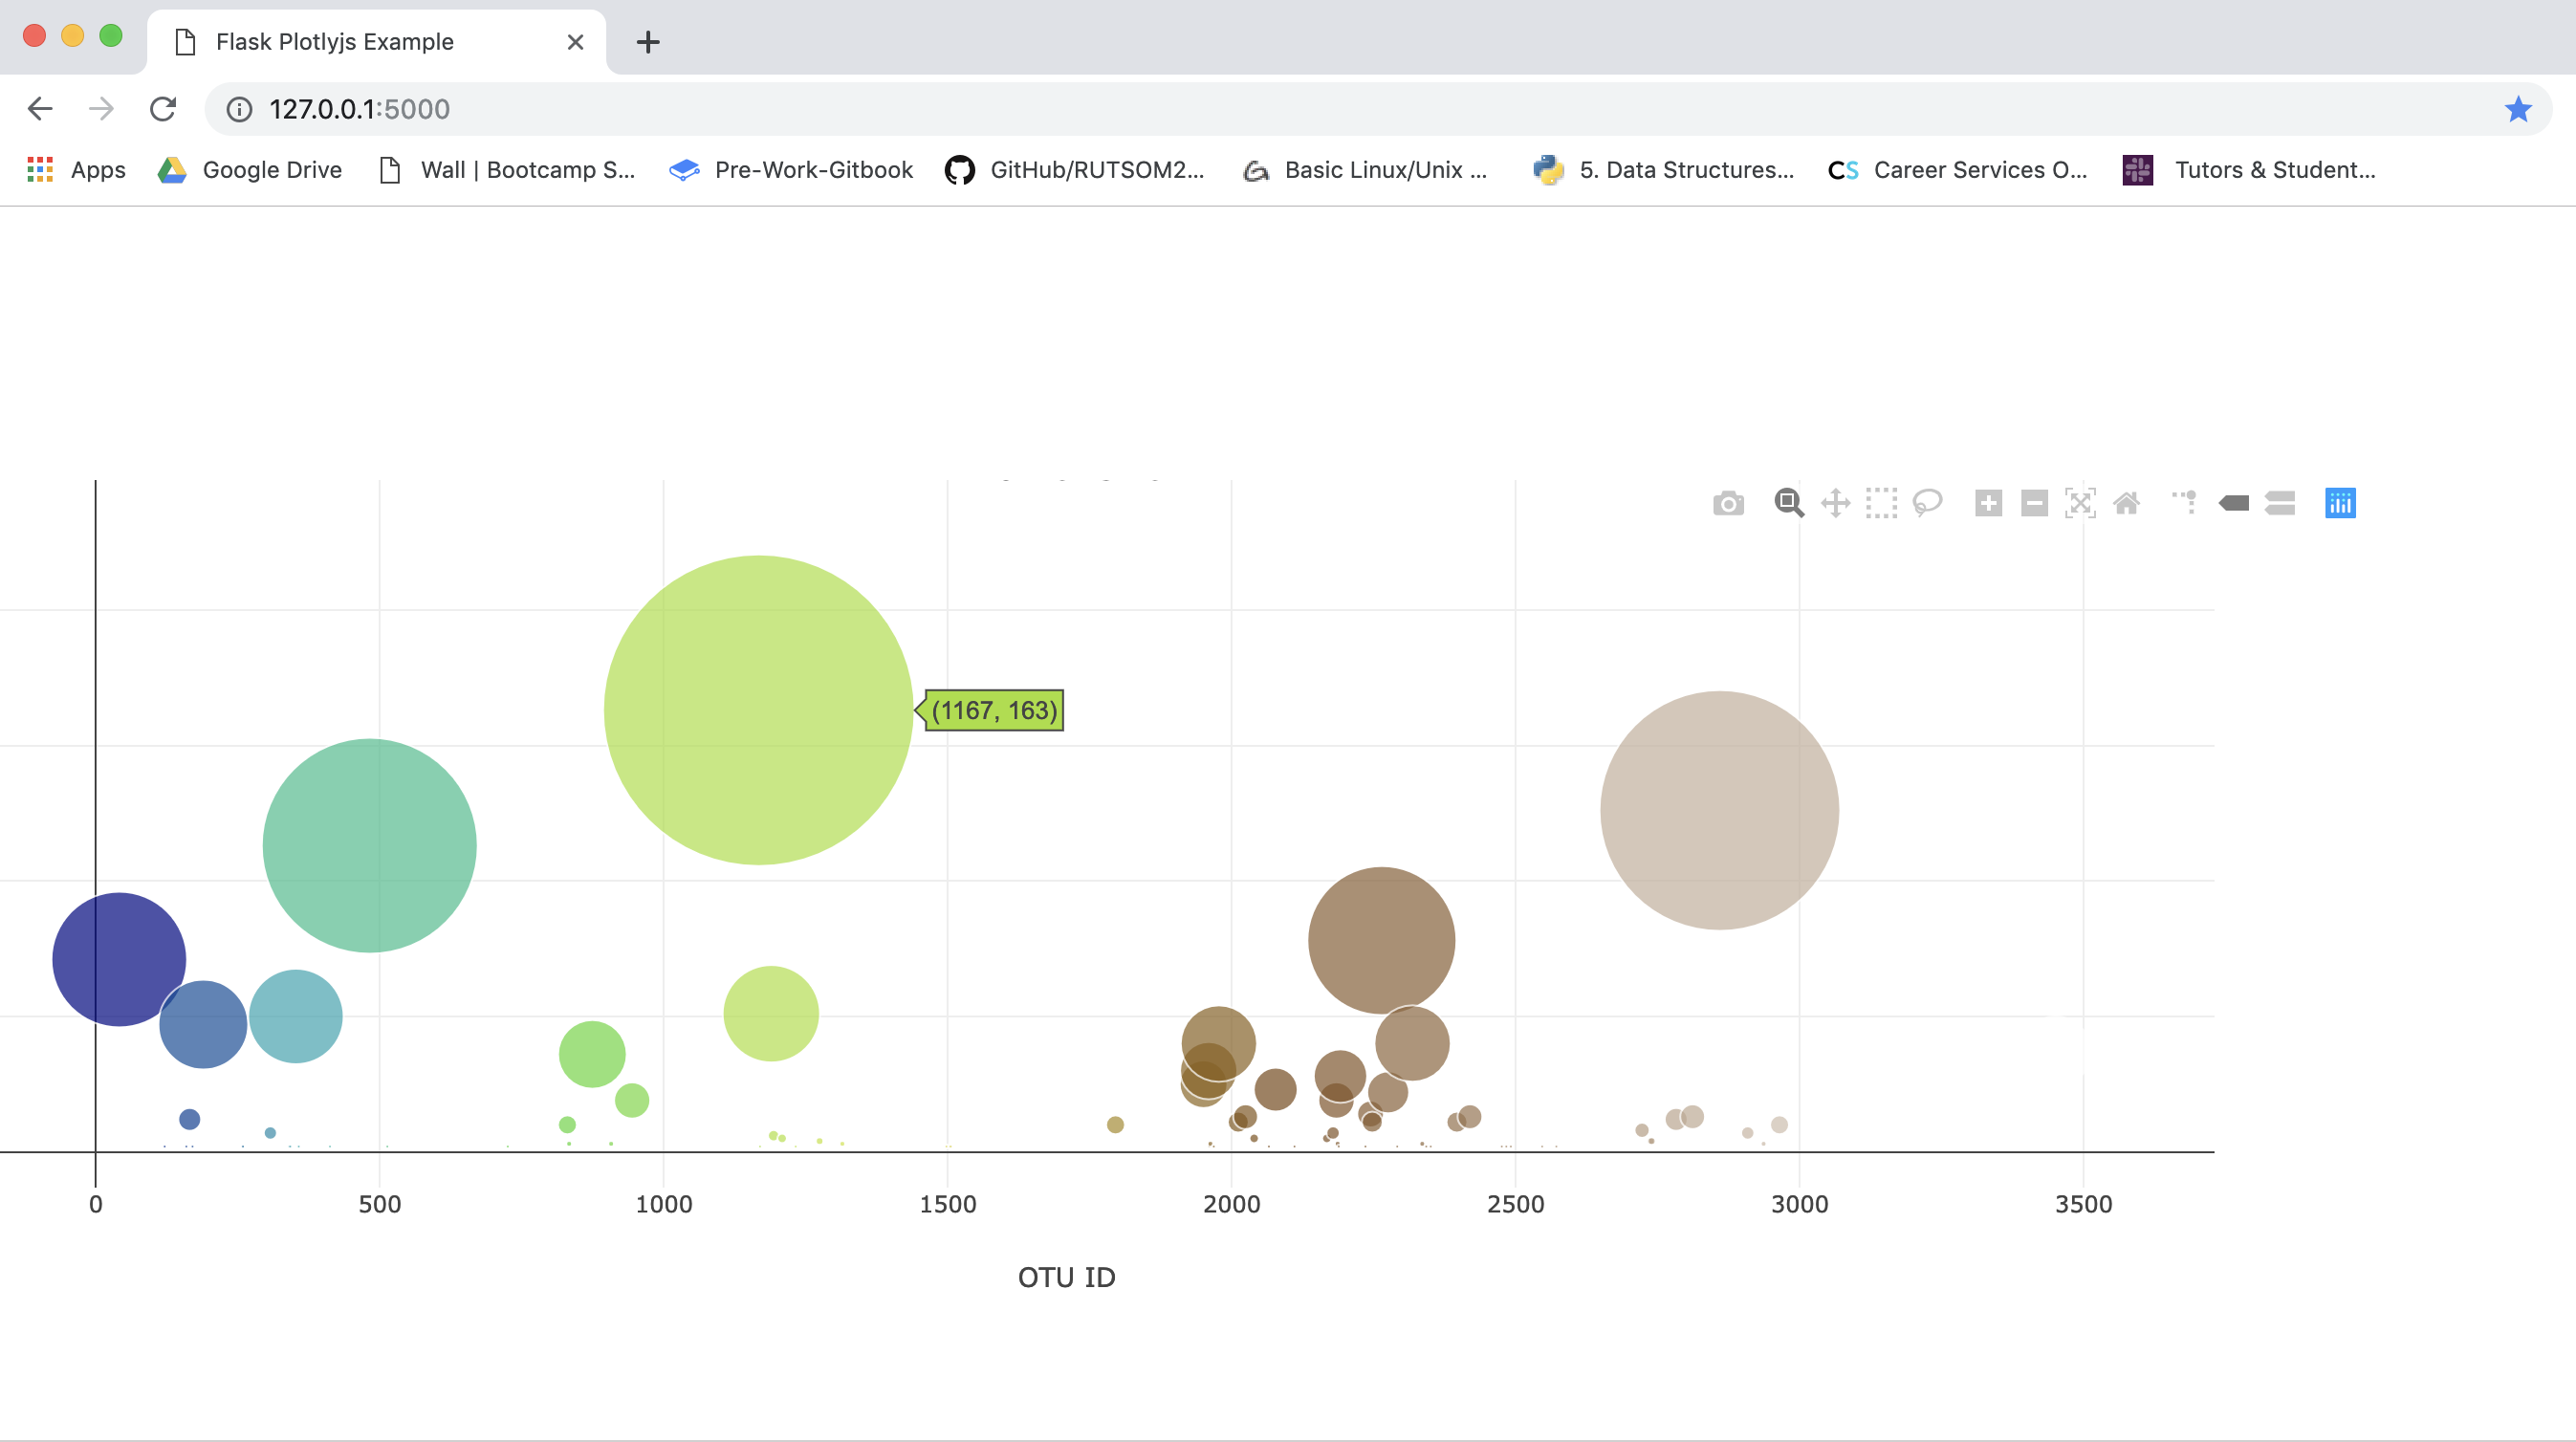 Flask Plotlyjs Example
127.0.0.1:5000
Apps Google Drive Wall | Bootcamp S... Pre-Work-Gitbook GitHub/RUTSOM2... Basic Linux/Unix ... 5. Data Structures... CS Career Services O... Tutors & Student...
(1167, 163)
0 500 1000 1500 2000 2500 3000 3500
OTU ID